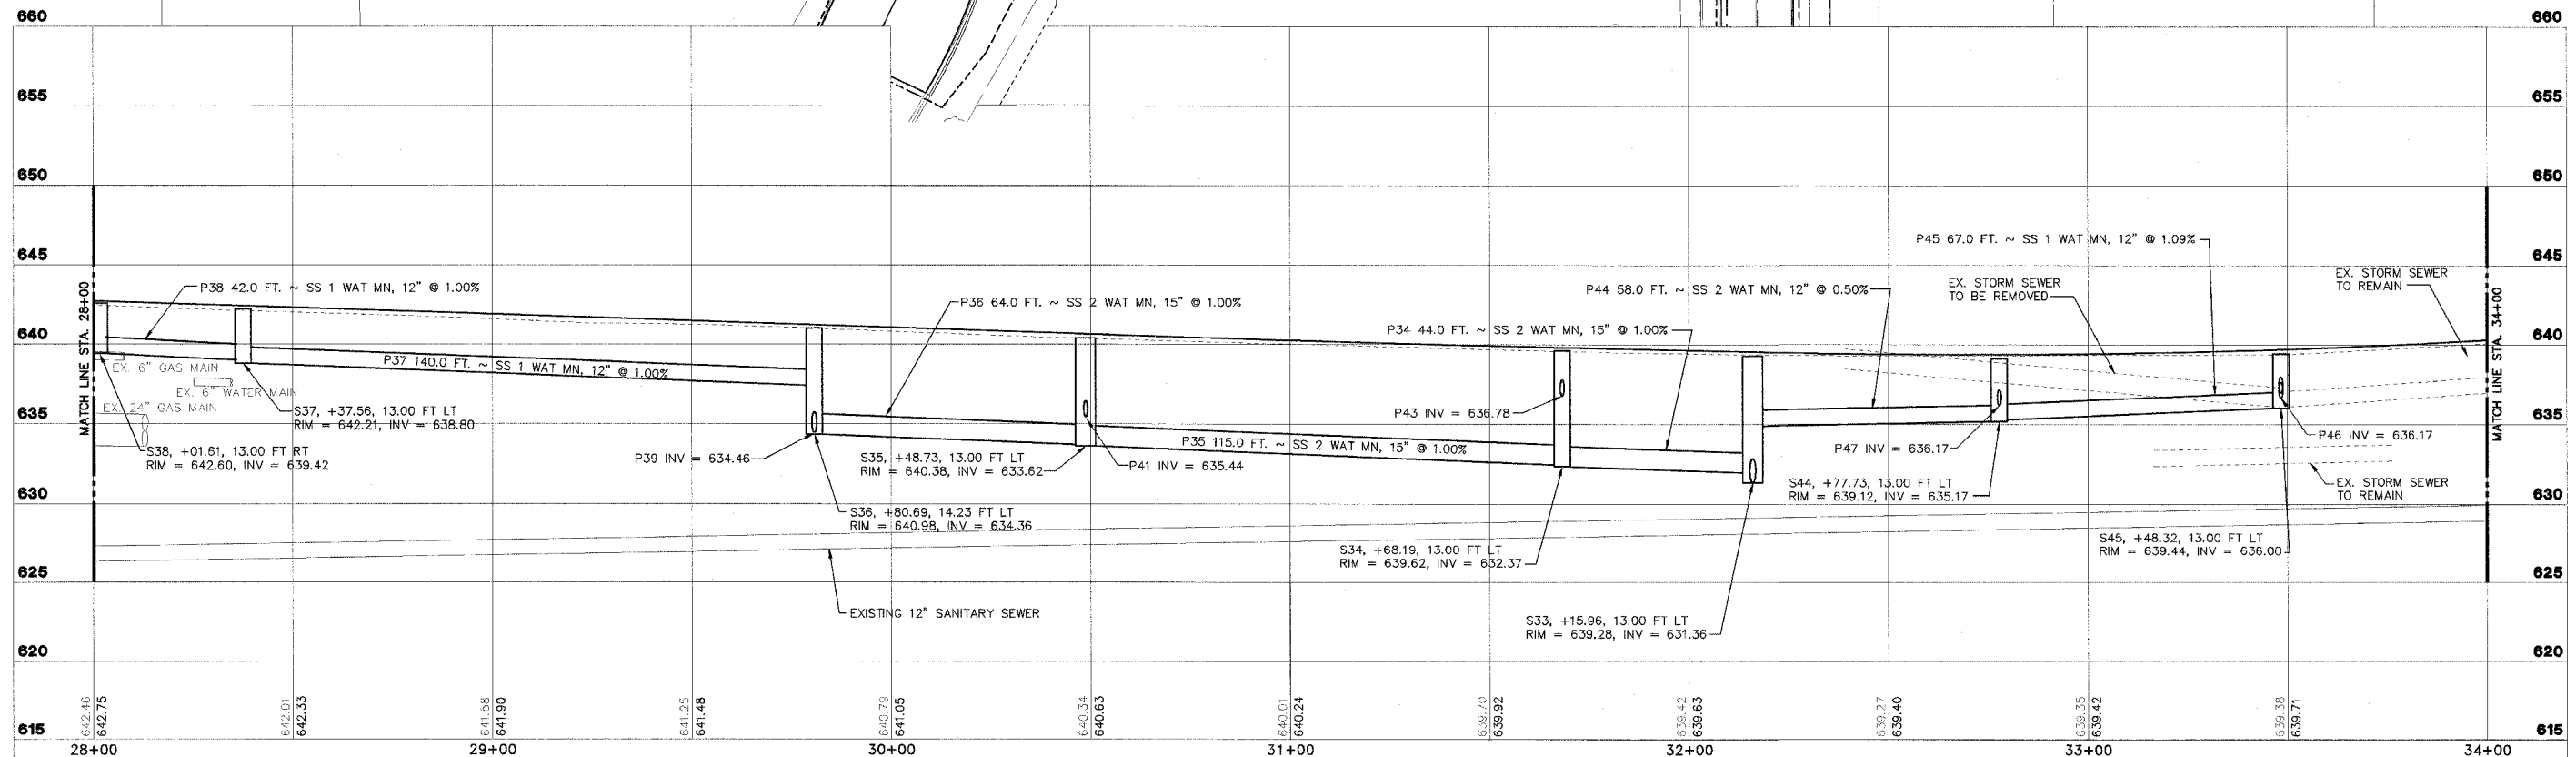 660
660
655
655
650
650
645
645
640
640
635
635
630
630
625
625
620
620
615
615
MATCH LINE STA. 28+00
P38 42.0 FT. ~ SS 1 WAT MN, 12" @ 1.00%
EX. 6" GAS MAIN
EX. 6" WATER MAIN
EX. 24" GAS MAIN
S38, +01.61, 13.00 FT RT
RIM = 642.60, INV = 639.42
S37, +37.56, 13.00 FT LT
RIM = 642.21, INV = 638.80
P37 140.0 FT. ~ SS 1 WAT MN, 12" @ 1.00%
P36 64.0 FT. ~ SS 2 WAT MN, 15" @ 1.00%
P39 INV = 634.46
S36, +80.69, 14.23 FT LT
RIM = 640.98, INV = 634.36
S35, +48.73, 13.00 FT LT
RIM = 640.38, INV = 633.62
P41 INV = 635.44
P35 115.0 FT. ~ SS 2 WAT MN, 15" @ 1.00%
EXISTING 12" SANITARY SEWER
P43 INV = 636.78
P34 44.0 FT. ~ SS 2 WAT MN, 15" @ 1.00%
S34, +68.19, 13.00 FT LT
RIM = 639.62, INV = 632.37
S33, +15.96, 13.00 FT LT
RIM = 639.28, INV = 631.36
P44 58.0 FT. ~ SS 2 WAT MN, 12" @ 0.50%
P45 67.0 FT. ~ SS 1 WAT MN, 12" @ 1.09%
EX. STORM SEWER
TO BE REMOVED
EX. STORM SEWER
TO REMAIN
P47 INV = 636.17
S44, +77.73, 13.00 FT LT
RIM = 639.12, INV = 635.17
P46 INV = 636.17
EX. STORM SEWER
TO REMAIN
S45, +48.32, 13.00 FT LT
RIM = 639.44, INV = 636.00
MATCH LINE STA. 34+00
642.46
642.75
642.01
642.33
641.58
641.90
641.25
641.48
640.79
641.05
640.34
640.63
640.01
640.24
639.70
639.92
639.42
639.63
639.27
639.40
639.35
639.42
639.38
639.71
28+00
29+00
30+00
31+00
32+00
33+00
34+00